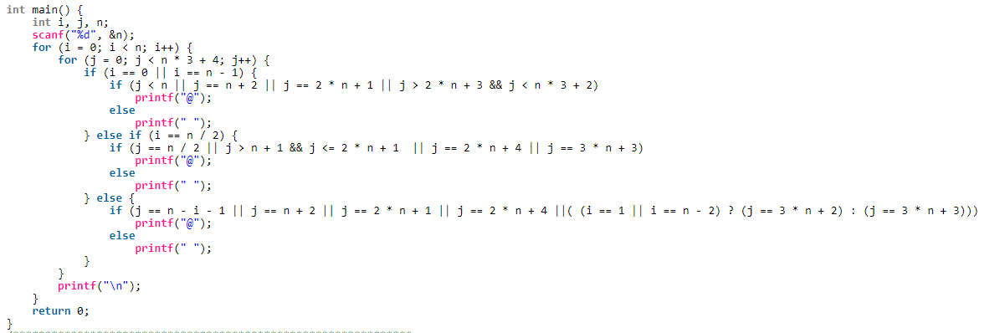 int main() {
    int i, j, n;
    scanf("%d", &n);
    for (i = 0; i < n; i++) {
        for (j = 0; j < n * 3 + 4; j++) {
            if (i == 0 || i == n - 1) {
                if (j < n || j == n + 2 || j == 2 * n + 1 || j > 2 * n + 3 && j < n * 3 + 2)
                    printf("@");
                else
                    printf(" ");
            } else if (i == n / 2) {
                if (j == n / 2 || j > n + 1 && j <= 2 * n + 1  || j == 2 * n + 4 || j == 3 * n + 3)
                    printf("@");
                else
                    printf(" ");
            } else {
                if (j == n - i - 1 || j == n + 2 || j == 2 * n + 1 || j == 2 * n + 4 ||( (i == 1 || i == n - 2) ? (j == 3 * n + 2) : (j == 3 * n + 3)))
                    printf("@");
                else
                    printf(" ");
            }
        }
        printf("\n");
    }
    return 0;
}